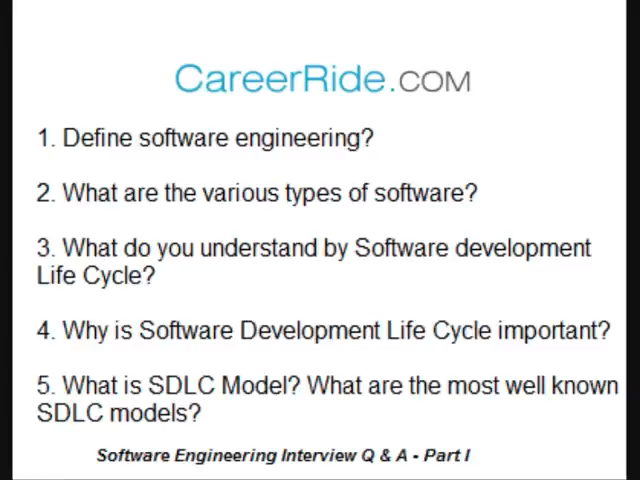 CareerRide.COM
1. Define software engineering?
2. What are the various types of software?
3. What do you understand by Software development
Life Cycle?
4. Why is Software Development Life Cycle important?
5. What is SDLC Model? What are the most well known
SDLC models?
Software Engineering Interview Q & A - Part I